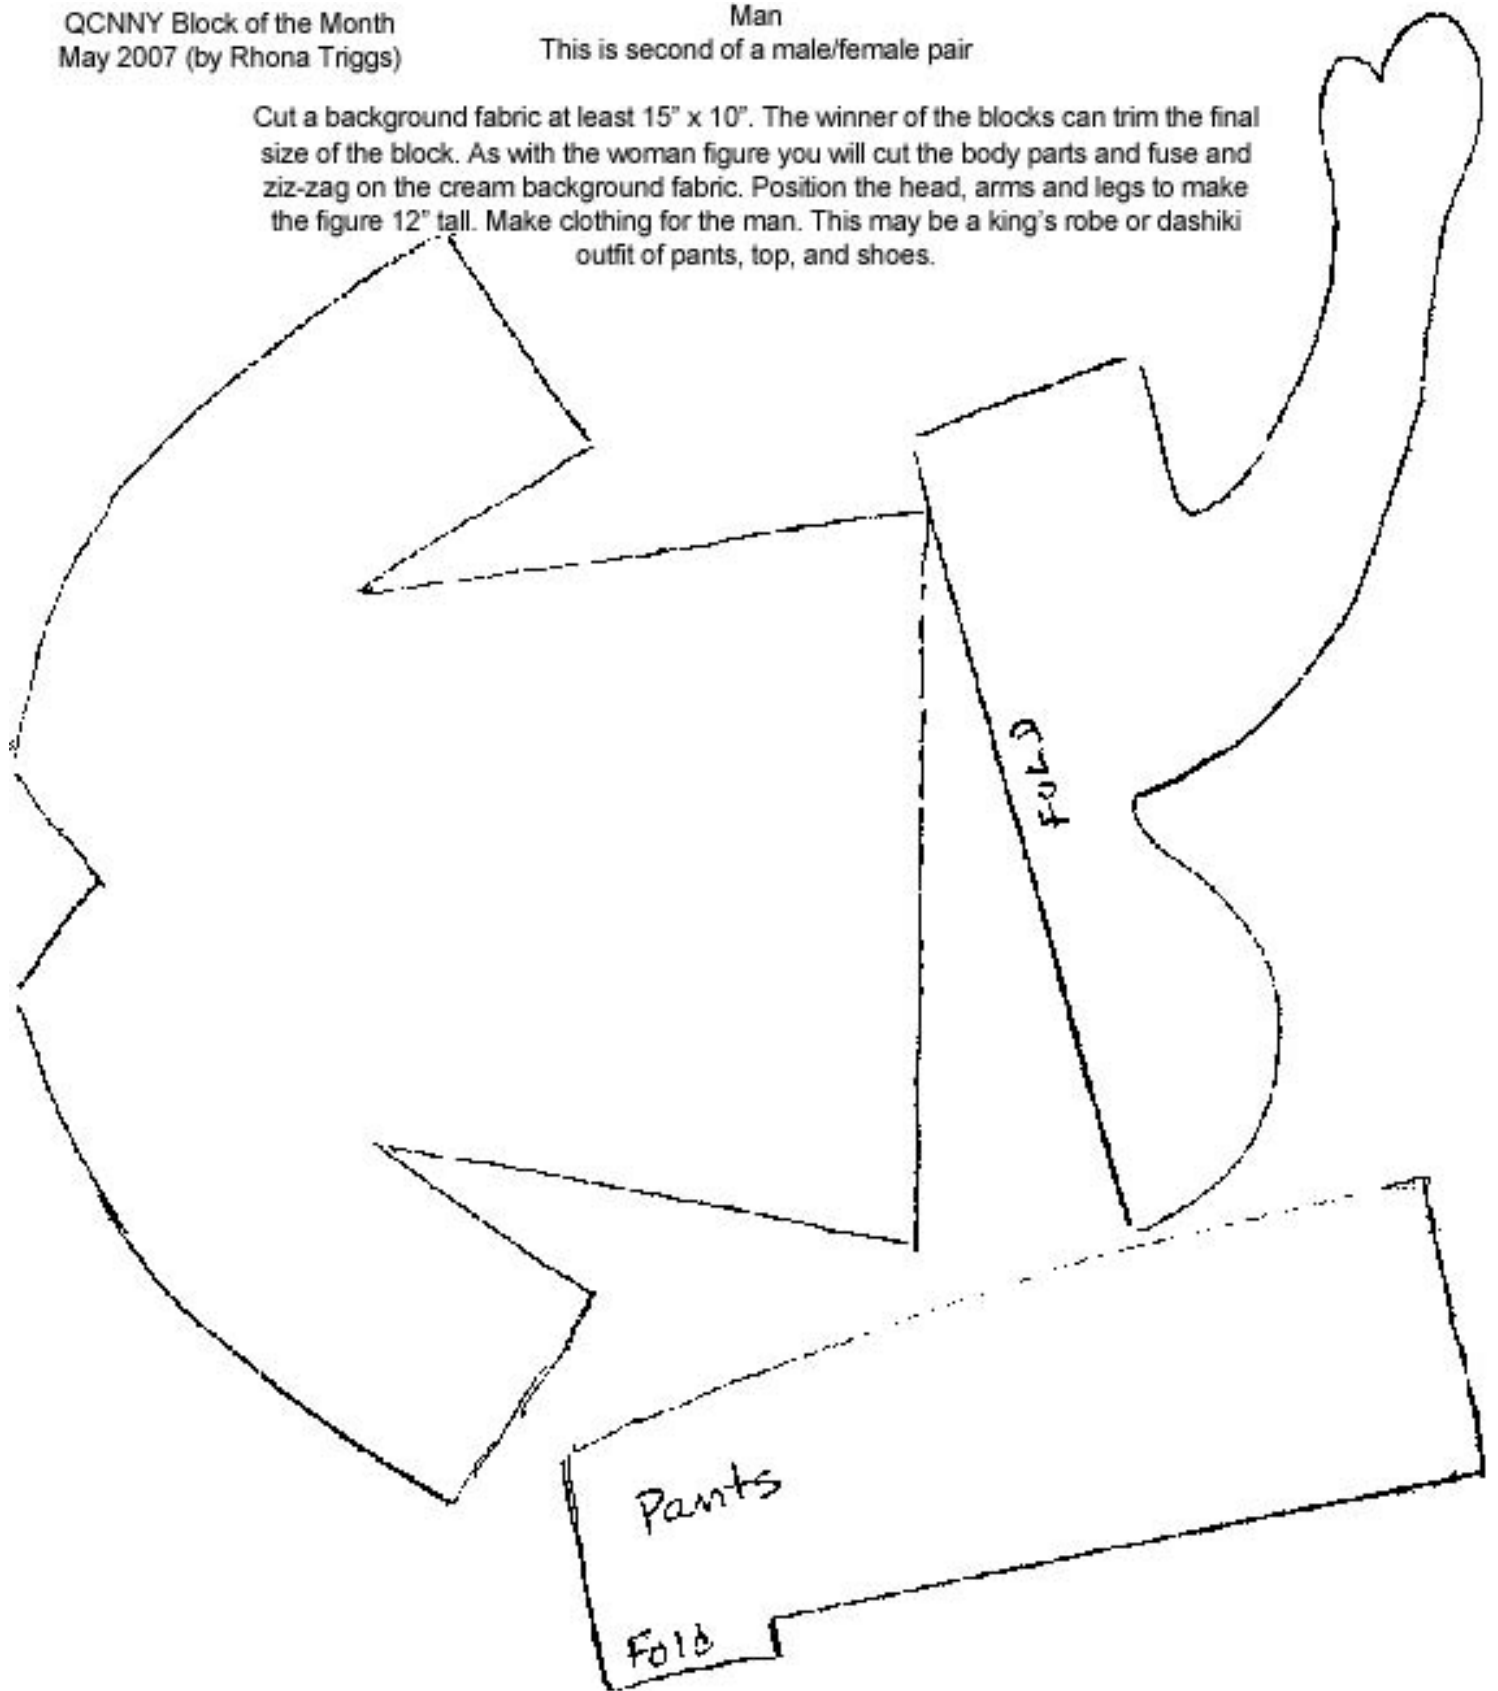 QCNNY Block of the Month
May 2007 (by Rhona Triggs)
Man
This is second of a male/female pair
Cut a background fabric at least 15” x 10”. The winner of the blocks can trim the final
size of the block. As with the woman figure you will cut the body parts and fuse and
ziz-zag on the cream background fabric. Position the head, arms and legs to make
the figure 12” tall. Make clothing for the man. This may be a king’s robe or dashiki
outfit of pants, top, and shoes.
FOLD
Pants
Fold